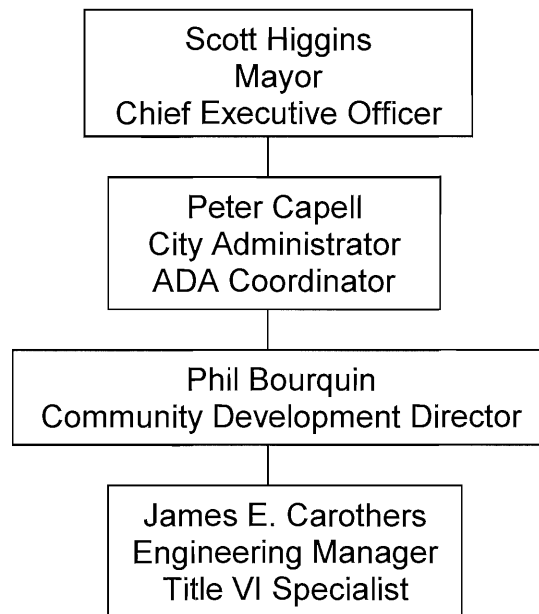 Scott Higgins
Mayor
Chief Executive Officer
Peter Capell
City Administrator
ADA Coordinator
Phil Bourquin
Community Development Director
James E. Carothers
Engineering Manager
Title VI Specialist